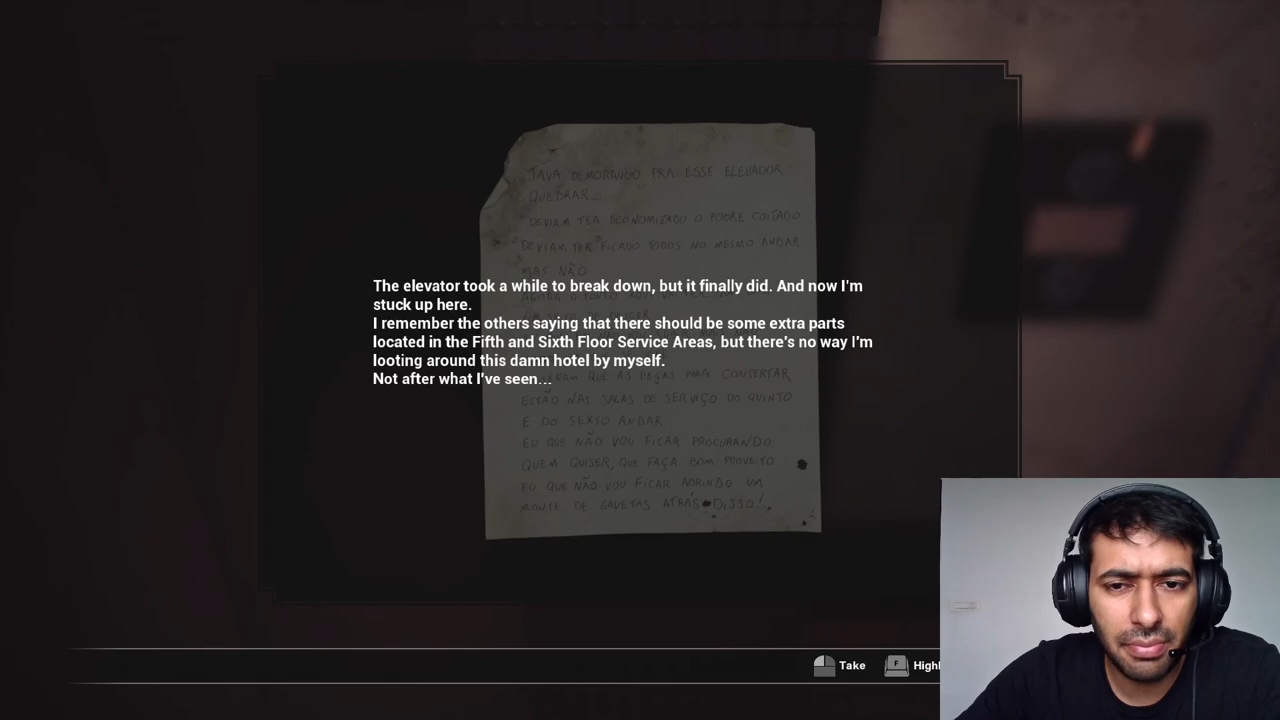 TAVA DEMORANDO PRA ESSE ELEVADOR
QUEBRAR...
DEVIAM TER ECONOMIZADO O POBRE COITADO
DEVIAM TER FICADO TODOS NO MESMO ANDAR
MAS NÃO
The elevator took a while to break down, but it finally did. And now I'm
stuck up here.
I remember the others saying that there should be some extra parts
located in the Fifth and Sixth Floor Service Areas, but there's no way I'm
looting around this damn hotel by myself.
Not after what I've seen...
QUE AS PEÇAS PARA CONSERTAR
ESTÃO NAS SALAS DE SERVIÇO DO QUINTO
E DO SEXTO ANDAR
EU QUE NÃO VOU FICAR PROCURANDO
QUEM QUISER, QUE FAÇA BOM PROVEITO
EU QUE NÃO VOU FICAR ABRINDO UM
MONTE DE GAVETAS ATRÁS DISSO!
Take
F